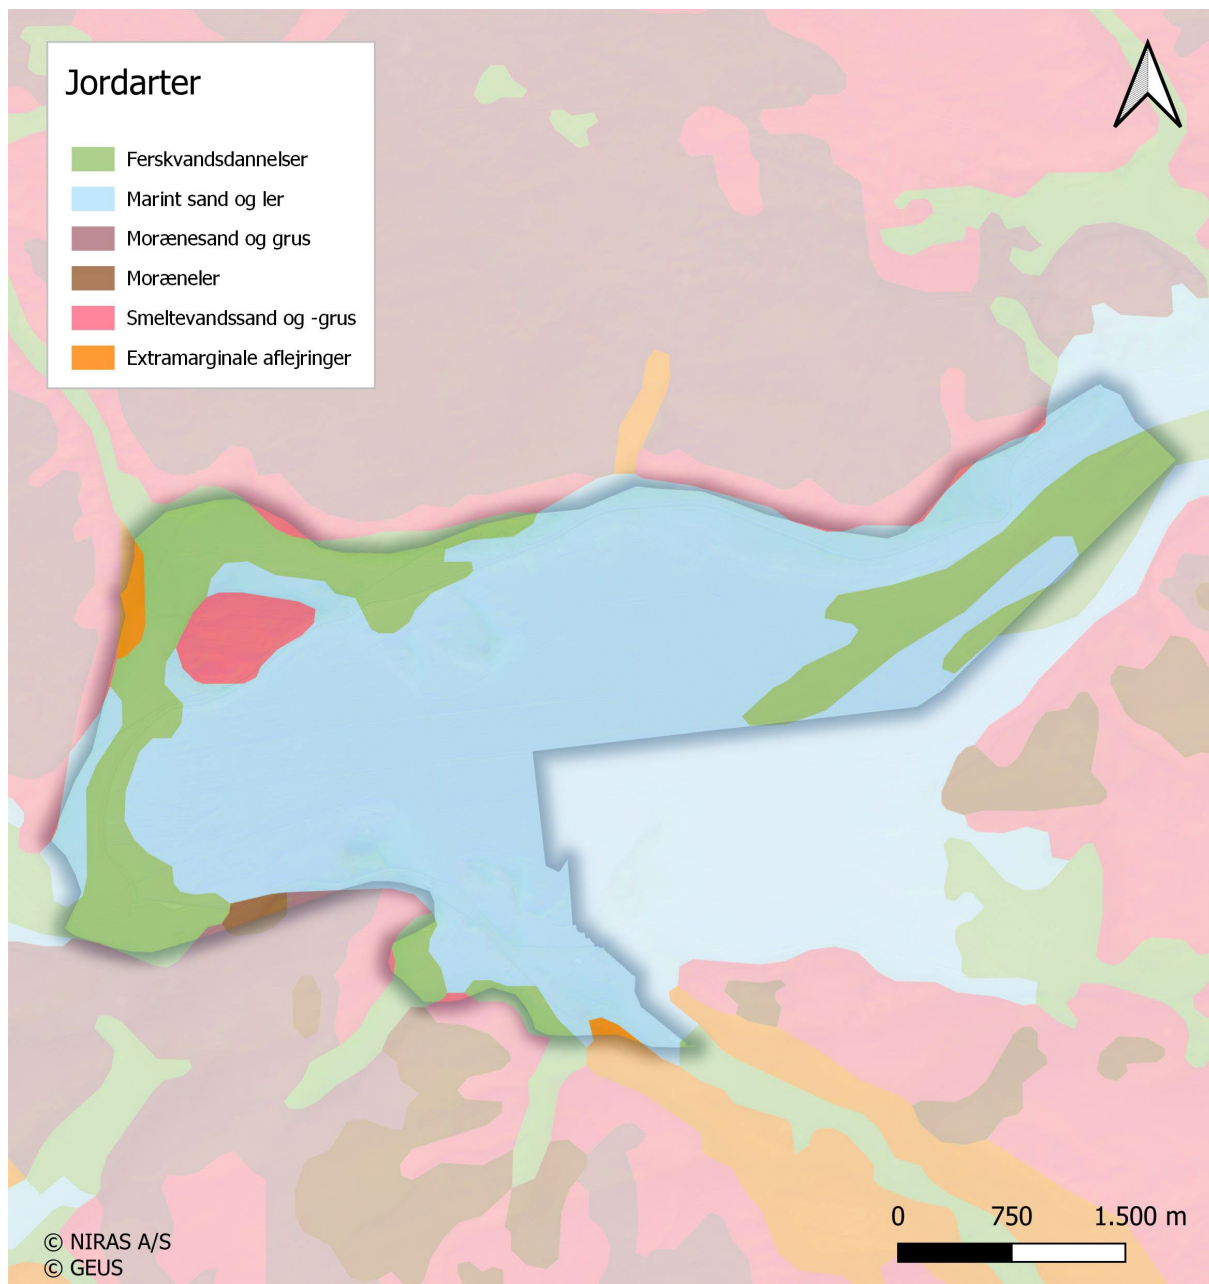 Jordarter
Ferskvandsdannelser
Marint sand og ler
Morænesand og grus
Moræneler
Smeltevandssand og -grus
Extramarginale aflejringer
0 750 1.500 m
© NIRAS A/S
© GEUS